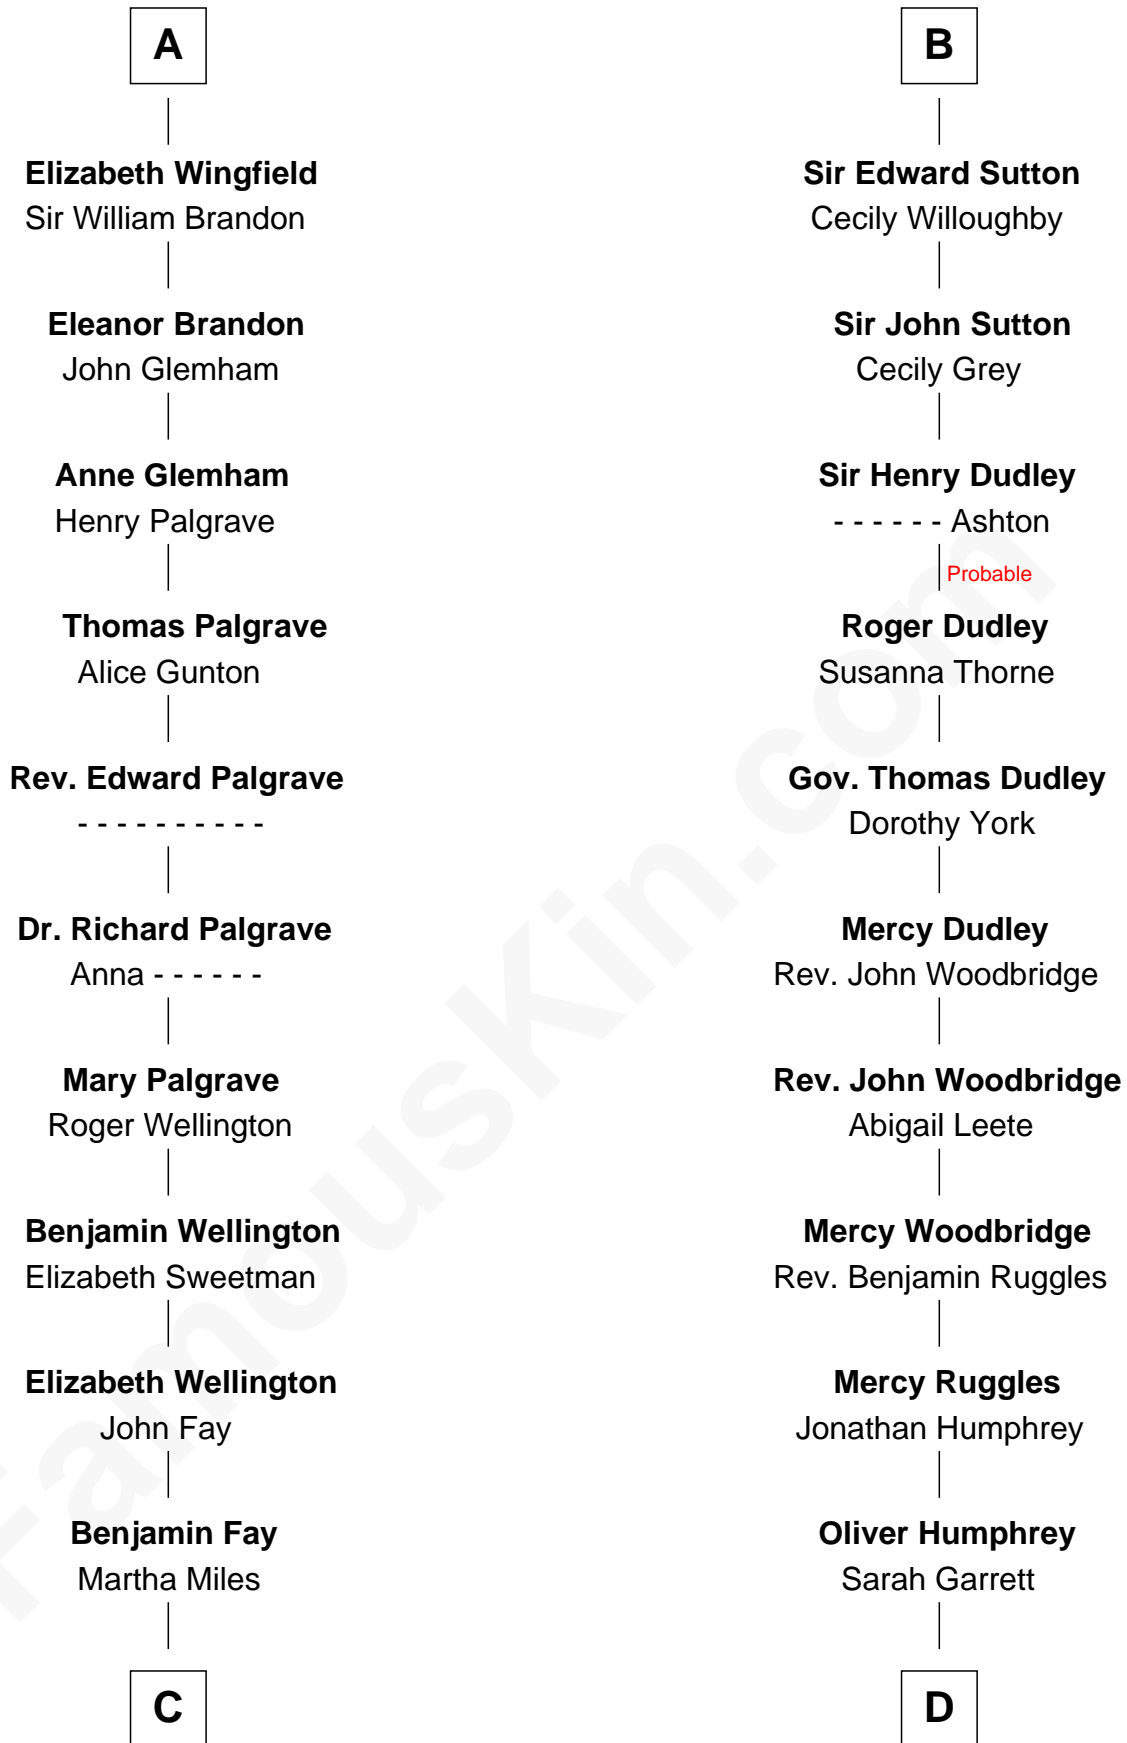 A
Elizabeth Wingfield
Sir William Brandon
Eleanor Brandon
John Glemham
Anne Glemham
Henry Palgrave
Thomas Palgrave
Alice Gunton
Rev. Edward Palgrave
- - - - - - - - - -
Dr. Richard Palgrave
Anna - - - - - -
Mary Palgrave
Roger Wellington
Benjamin Wellington
Elizabeth Sweetman
Elizabeth Wellington
John Fay
Benjamin Fay
Martha Miles
C
B
Sir Edward Sutton
Cecily Willoughby
Sir John Sutton
Cecily Grey
Sir Henry Dudley
- - - - - - Ashton
Probable
Roger Dudley
Susanna Thorne
Gov. Thomas Dudley
Dorothy York
Mercy Dudley
Rev. John Woodbridge
Rev. John Woodbridge
Abigail Leete
Mercy Woodbridge
Rev. Benjamin Ruggles
Mercy Ruggles
Jonathan Humphrey
Oliver Humphrey
Sarah Garrett
D
FamousKin.com